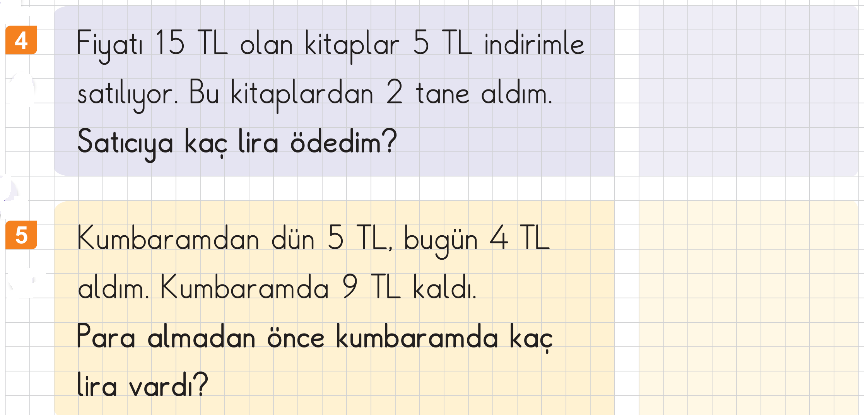 4
Fiyatı 15 TL olan kitaplar 5 TL indirimle
satılıyor. Bu kitaplardan 2 tane aldım.
Satıcıya kaç lira ödedim?
5
Kumbaramdan dün 5 TL, bugün 4 TL
aldım. Kumbaramda 9 TL kaldı.
Para almadan önce kumbaramda kaç
lira vardı?